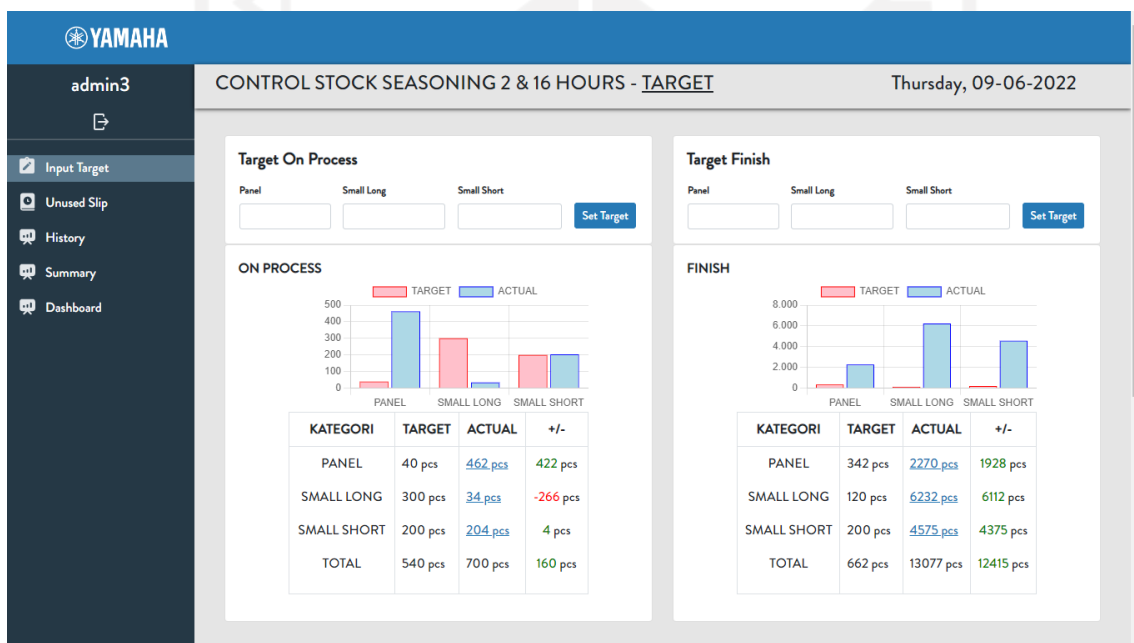 YAMAHA
admin3
CONTROL STOCK SEASONING 2 & 16 HOURS - TARGET
Thursday, 09-06-2022
Input Target
Unused Slip
History
Summary
Dashboard
Target On Process
Panel Small Long Small Short
Set Target
ON PROCESS
TARGET ACTUAL
500
400
300
200
100
0
PANEL SMALL LONG SMALL SHORT
KATEGORI TARGET ACTUAL +/-
PANEL 40 pcs 462 pcs 422 pcs
SMALL LONG 300 pcs 34 pcs -266 pcs
SMALL SHORT 200 pcs 204 pcs 4 pcs
TOTAL 540 pcs 700 pcs 160 pcs
Target Finish
Panel Small Long Small Short
Set Target
FINISH
TARGET ACTUAL
8.000
6.000
4.000
2.000
0
PANEL SMALL LONG SMALL SHORT
KATEGORI TARGET ACTUAL +/-
PANEL 342 pcs 2270 pcs 1928 pcs
SMALL LONG 120 pcs 6232 pcs 6112 pcs
SMALL SHORT 200 pcs 4575 pcs 4375 pcs
TOTAL 662 pcs 13077 pcs 12415 pcs